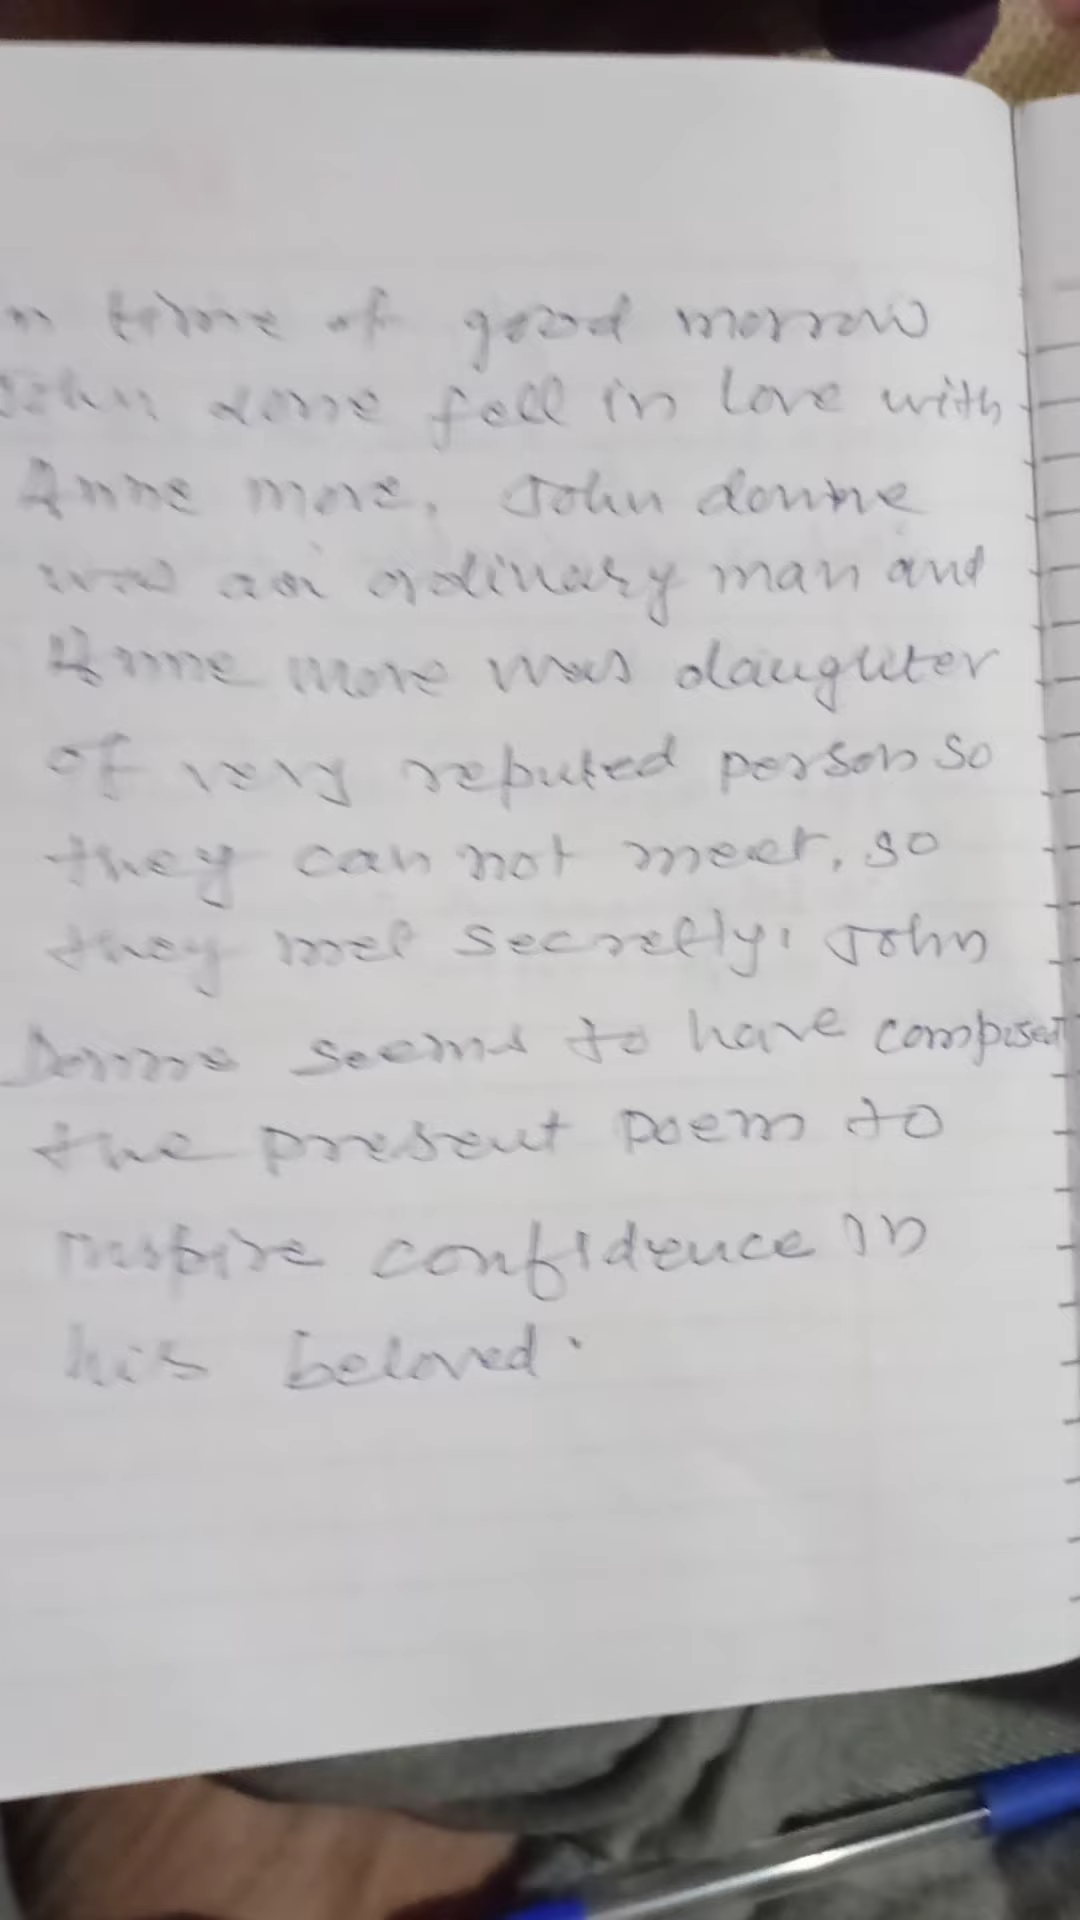 n time of good morrow
John donne fell in love with
Anne more. John donne
was an ordinary man and
Anne more was daughter
of very reputed person so
they can not meet, so
they met secretly. John
Donne seems to have composed
the present poem to
inspire confidence in
his beloved.